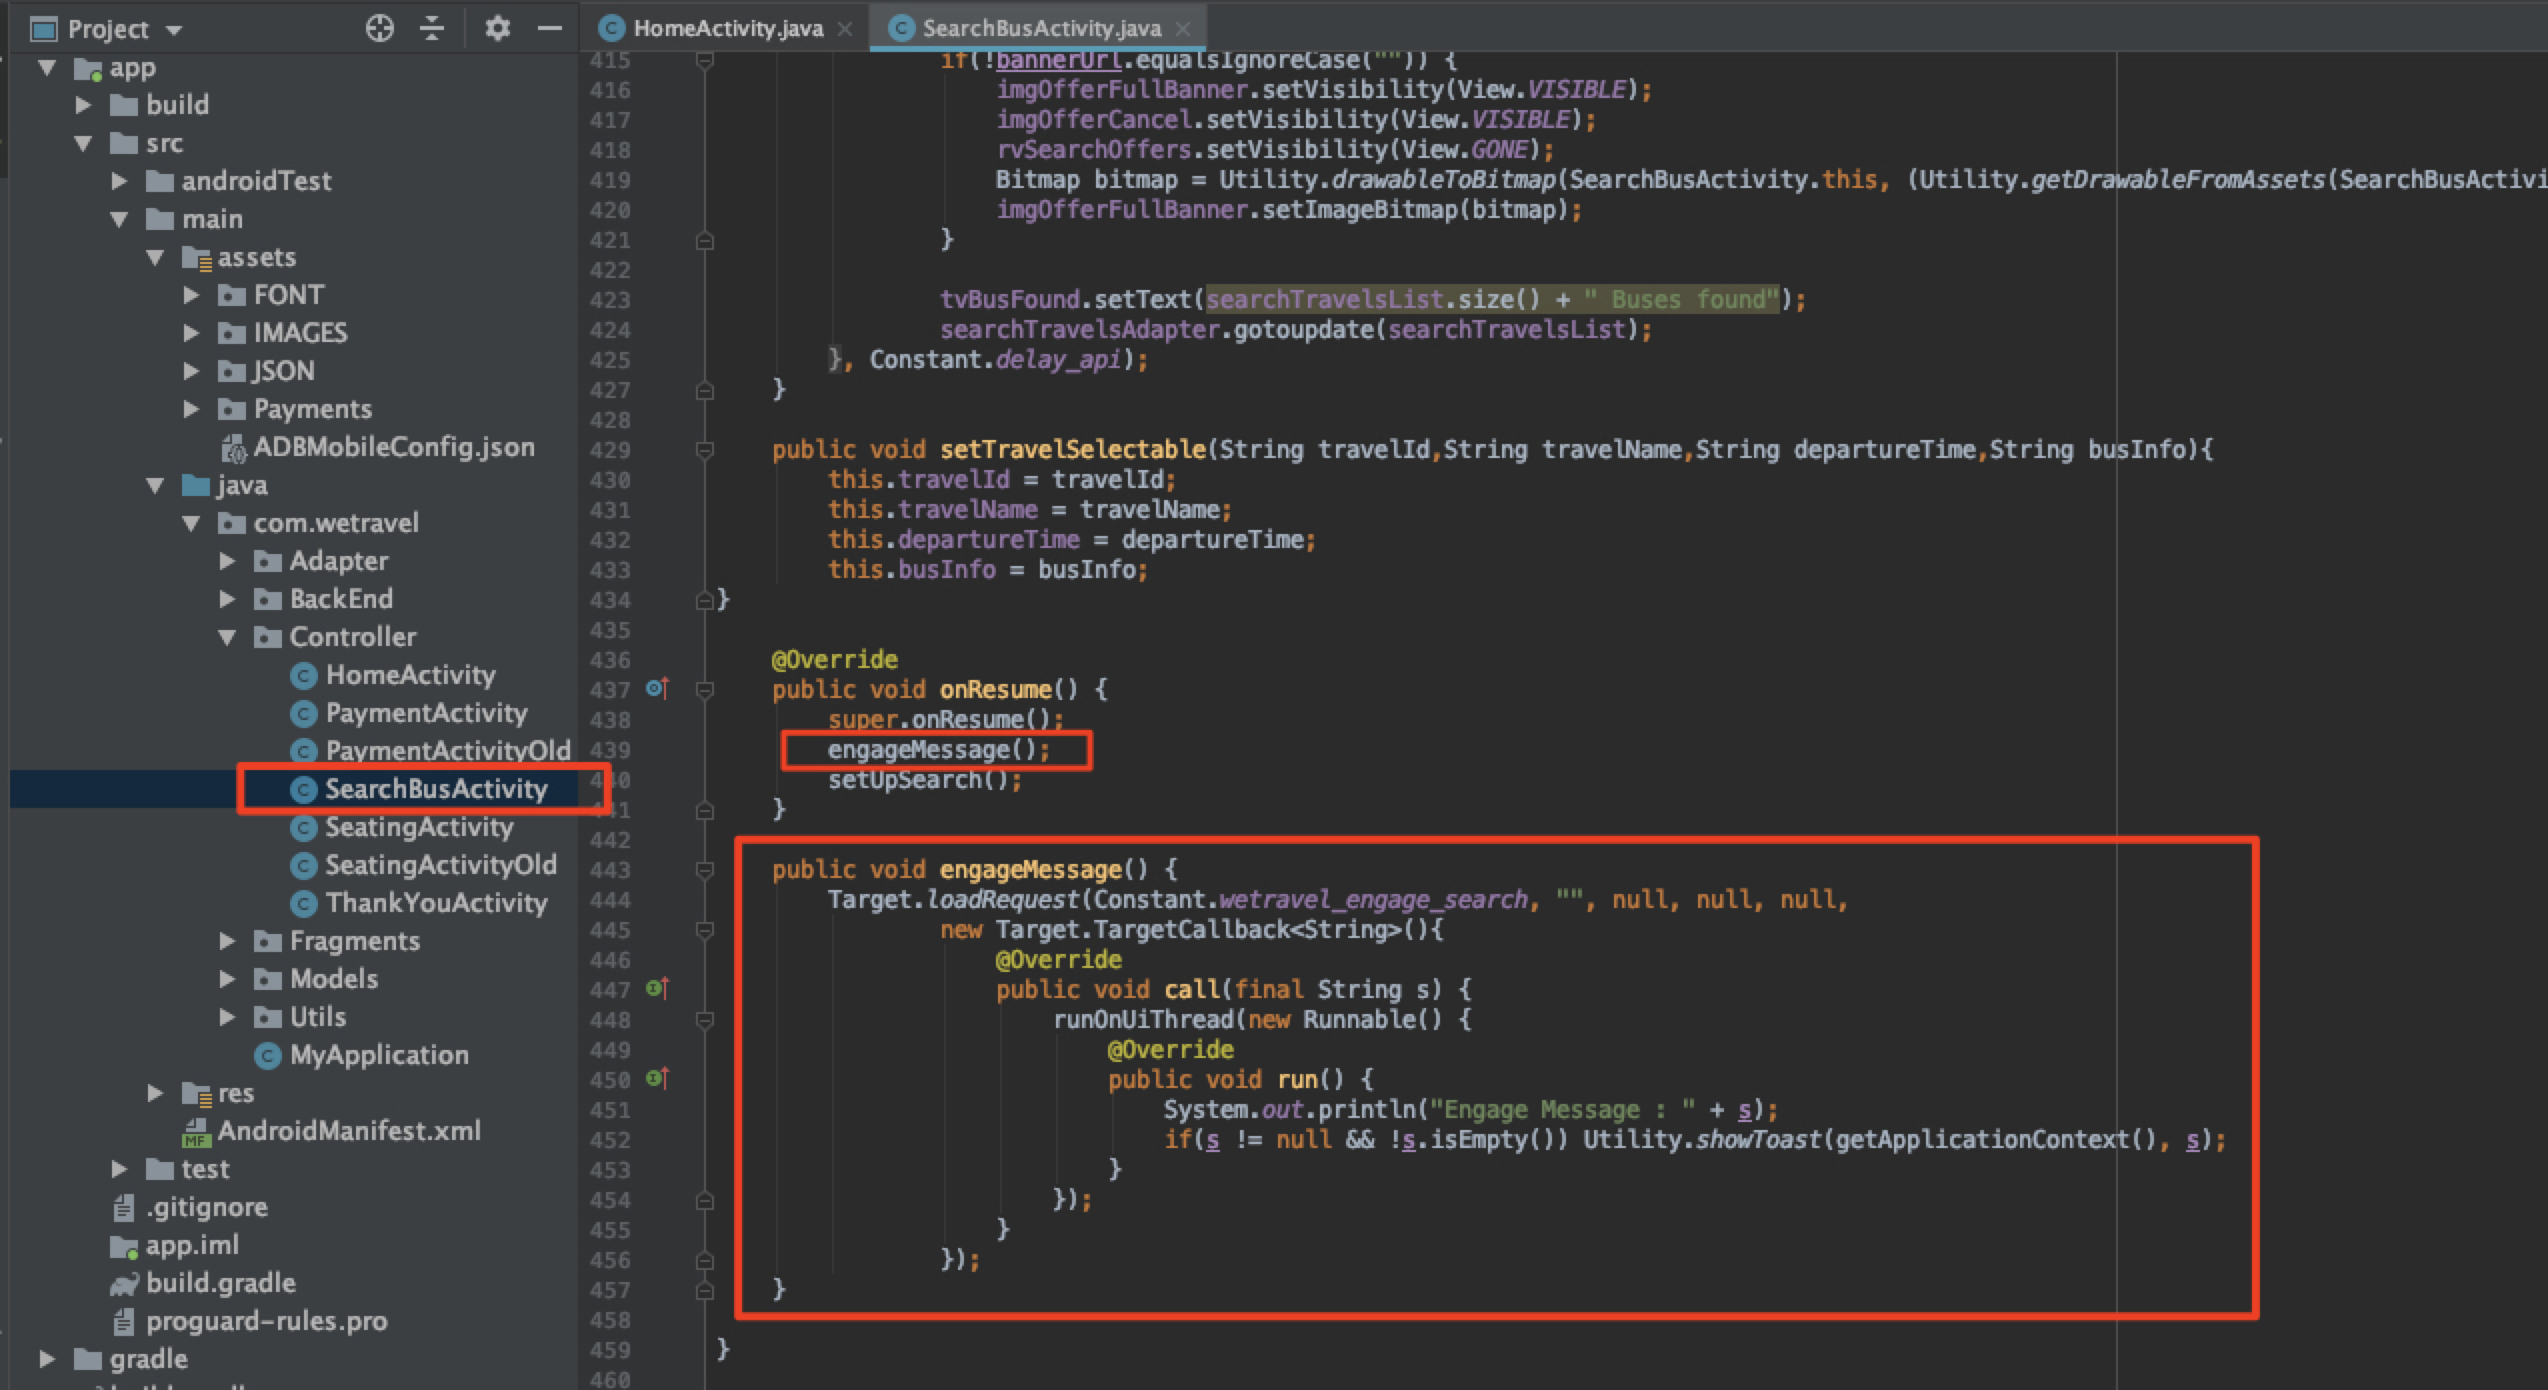 Project
HomeActivity.java
SearchBusActivity.java
app
build
src
androidTest
main
assets
FONT
IMAGES
JSON
Payments
ADBMobileConfig.json
java
com.wetravel
Adapter
BackEnd
Controller
HomeActivity
PaymentActivity
PaymentActivityOld
SearchBusActivity
SeatingActivity
SeatingActivityOld
ThankYouActivity
Fragments
Models
Utils
MyApplication
res
AndroidManifest.xml
test
.gitignore
app.iml
build.gradle
proguard-rules.pro
gradle
415 if(!bannerUrl.equalsIgnoreCase("")) {
416 imgOfferFullBanner.setVisibility(View.VISIBLE);
417 imgOfferCancel.setVisibility(View.VISIBLE);
418 rvSearchOffers.setVisibility(View.GONE);
419 Bitmap bitmap = Utility.drawableToBitmap(SearchBusActivity.this, (Utility.getDrawableFromAssets(SearchBusActivi
420 imgOfferFullBanner.setImageBitmap(bitmap);
421 }
422
423 tvBusFound.setText(searchTravelsList.size() + " Buses found");
424 searchTravelsAdapter.gotoupdate(searchTravelsList);
425 }, Constant.delay_api);
427 }
428
429 public void setTravelSelectable(String travelId,String travelName,String departureTime,String busInfo){
430 this.travelId = travelId;
431 this.travelName = travelName;
432 this.departureTime = departureTime;
433 this.busInfo = busInfo;
434 }
435
436 @Override
437 public void onResume() {
438 super.onResume();
439 engageMessage();
440 setUpSearch();
441 }
442
443 public void engageMessage() {
444 Target.loadRequest(Constant.wetravel_engage_search, "", null, null, null,
445 new Target.TargetCallback<String>(){
446 @Override
447 public void call(final String s) {
448 runOnUiThread(new Runnable() {
449 @Override
450 public void run() {
451 System.out.println("Engage Message : " + s);
452 if(s != null && !s.isEmpty()) Utility.showToast(getApplicationContext(), s);
453 }
454 });
455 }
456 });
457 }
458
459 }
460